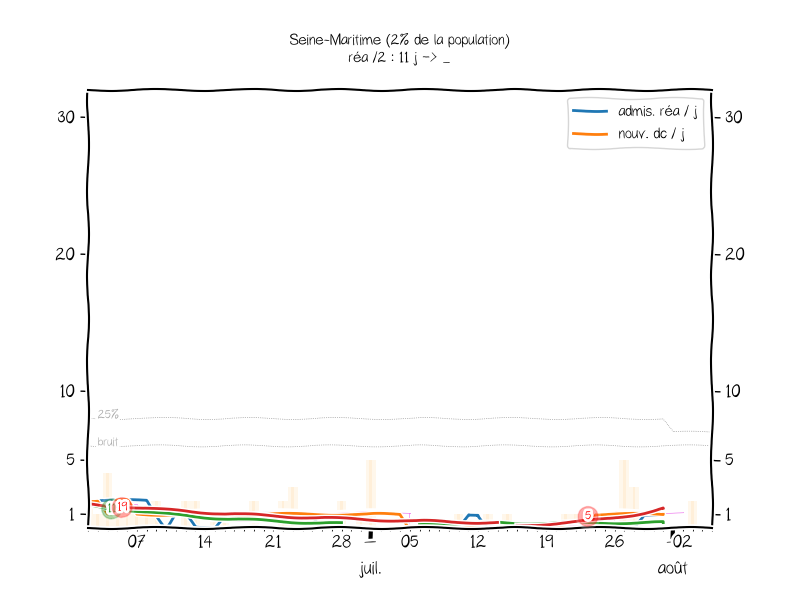 Seine-Maritime (2% de la population)
réa /2 : 11 j -> _
admis. réa / j
nouv. dc / j
30
30
20
20
10
10
25%
bruit
5
5
1
1
19
5
07 14 21 28 05 12 19 26 02
juil. août